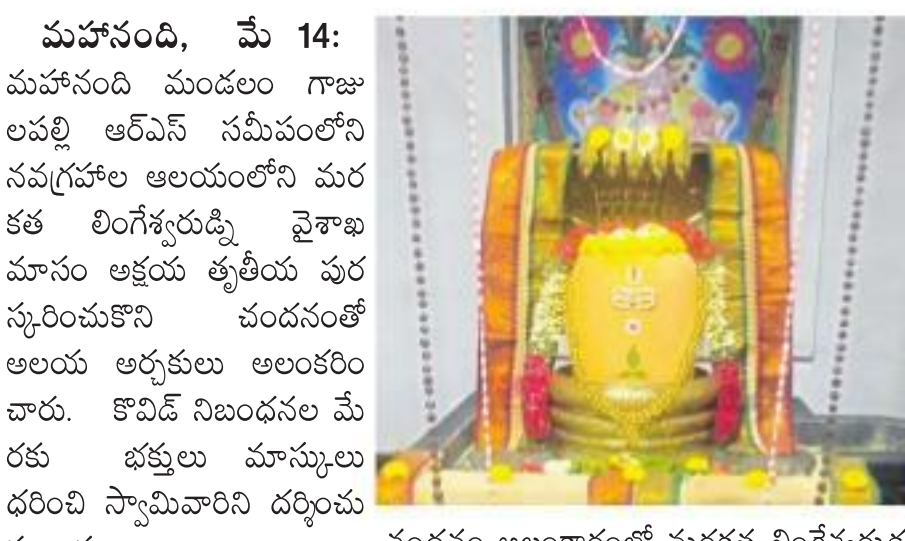 మహానంది, మే 14:
మహానంది మండలం గాజు
లపల్లి ఆర్ఎస్ సమీపంలోని
నవగ్రహాల ఆలయంలోని మర
కత లింగేశ్వరుడ్ని వైశాఖ
మాసం అక్షయ తృతీయ పుర
స్కరించుకొని చందనంతో
అలయ అర్చకులు అలంకరిం
చారు. కొవిడ్ నిబంధనల మే
రకు భక్తులు మాస్కులు
ధరించి స్వామివారిని దర్శించు